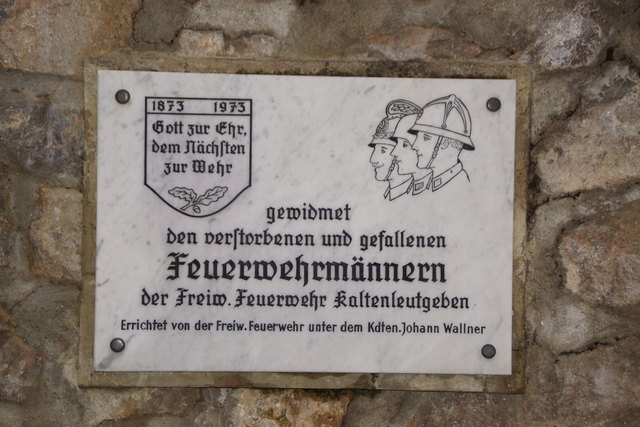 1873 1973
Gott zur Ehr,
dem Nächsten
zur Wehr
gewidmet
den verstorbenen und gefallenen
Feuerwehrmännern
der Freiw. Feuerwehr Kaltenleutgeben
Errichtet von der Freiw. Feuerwehr unter dem Kdten. Johann Wallner